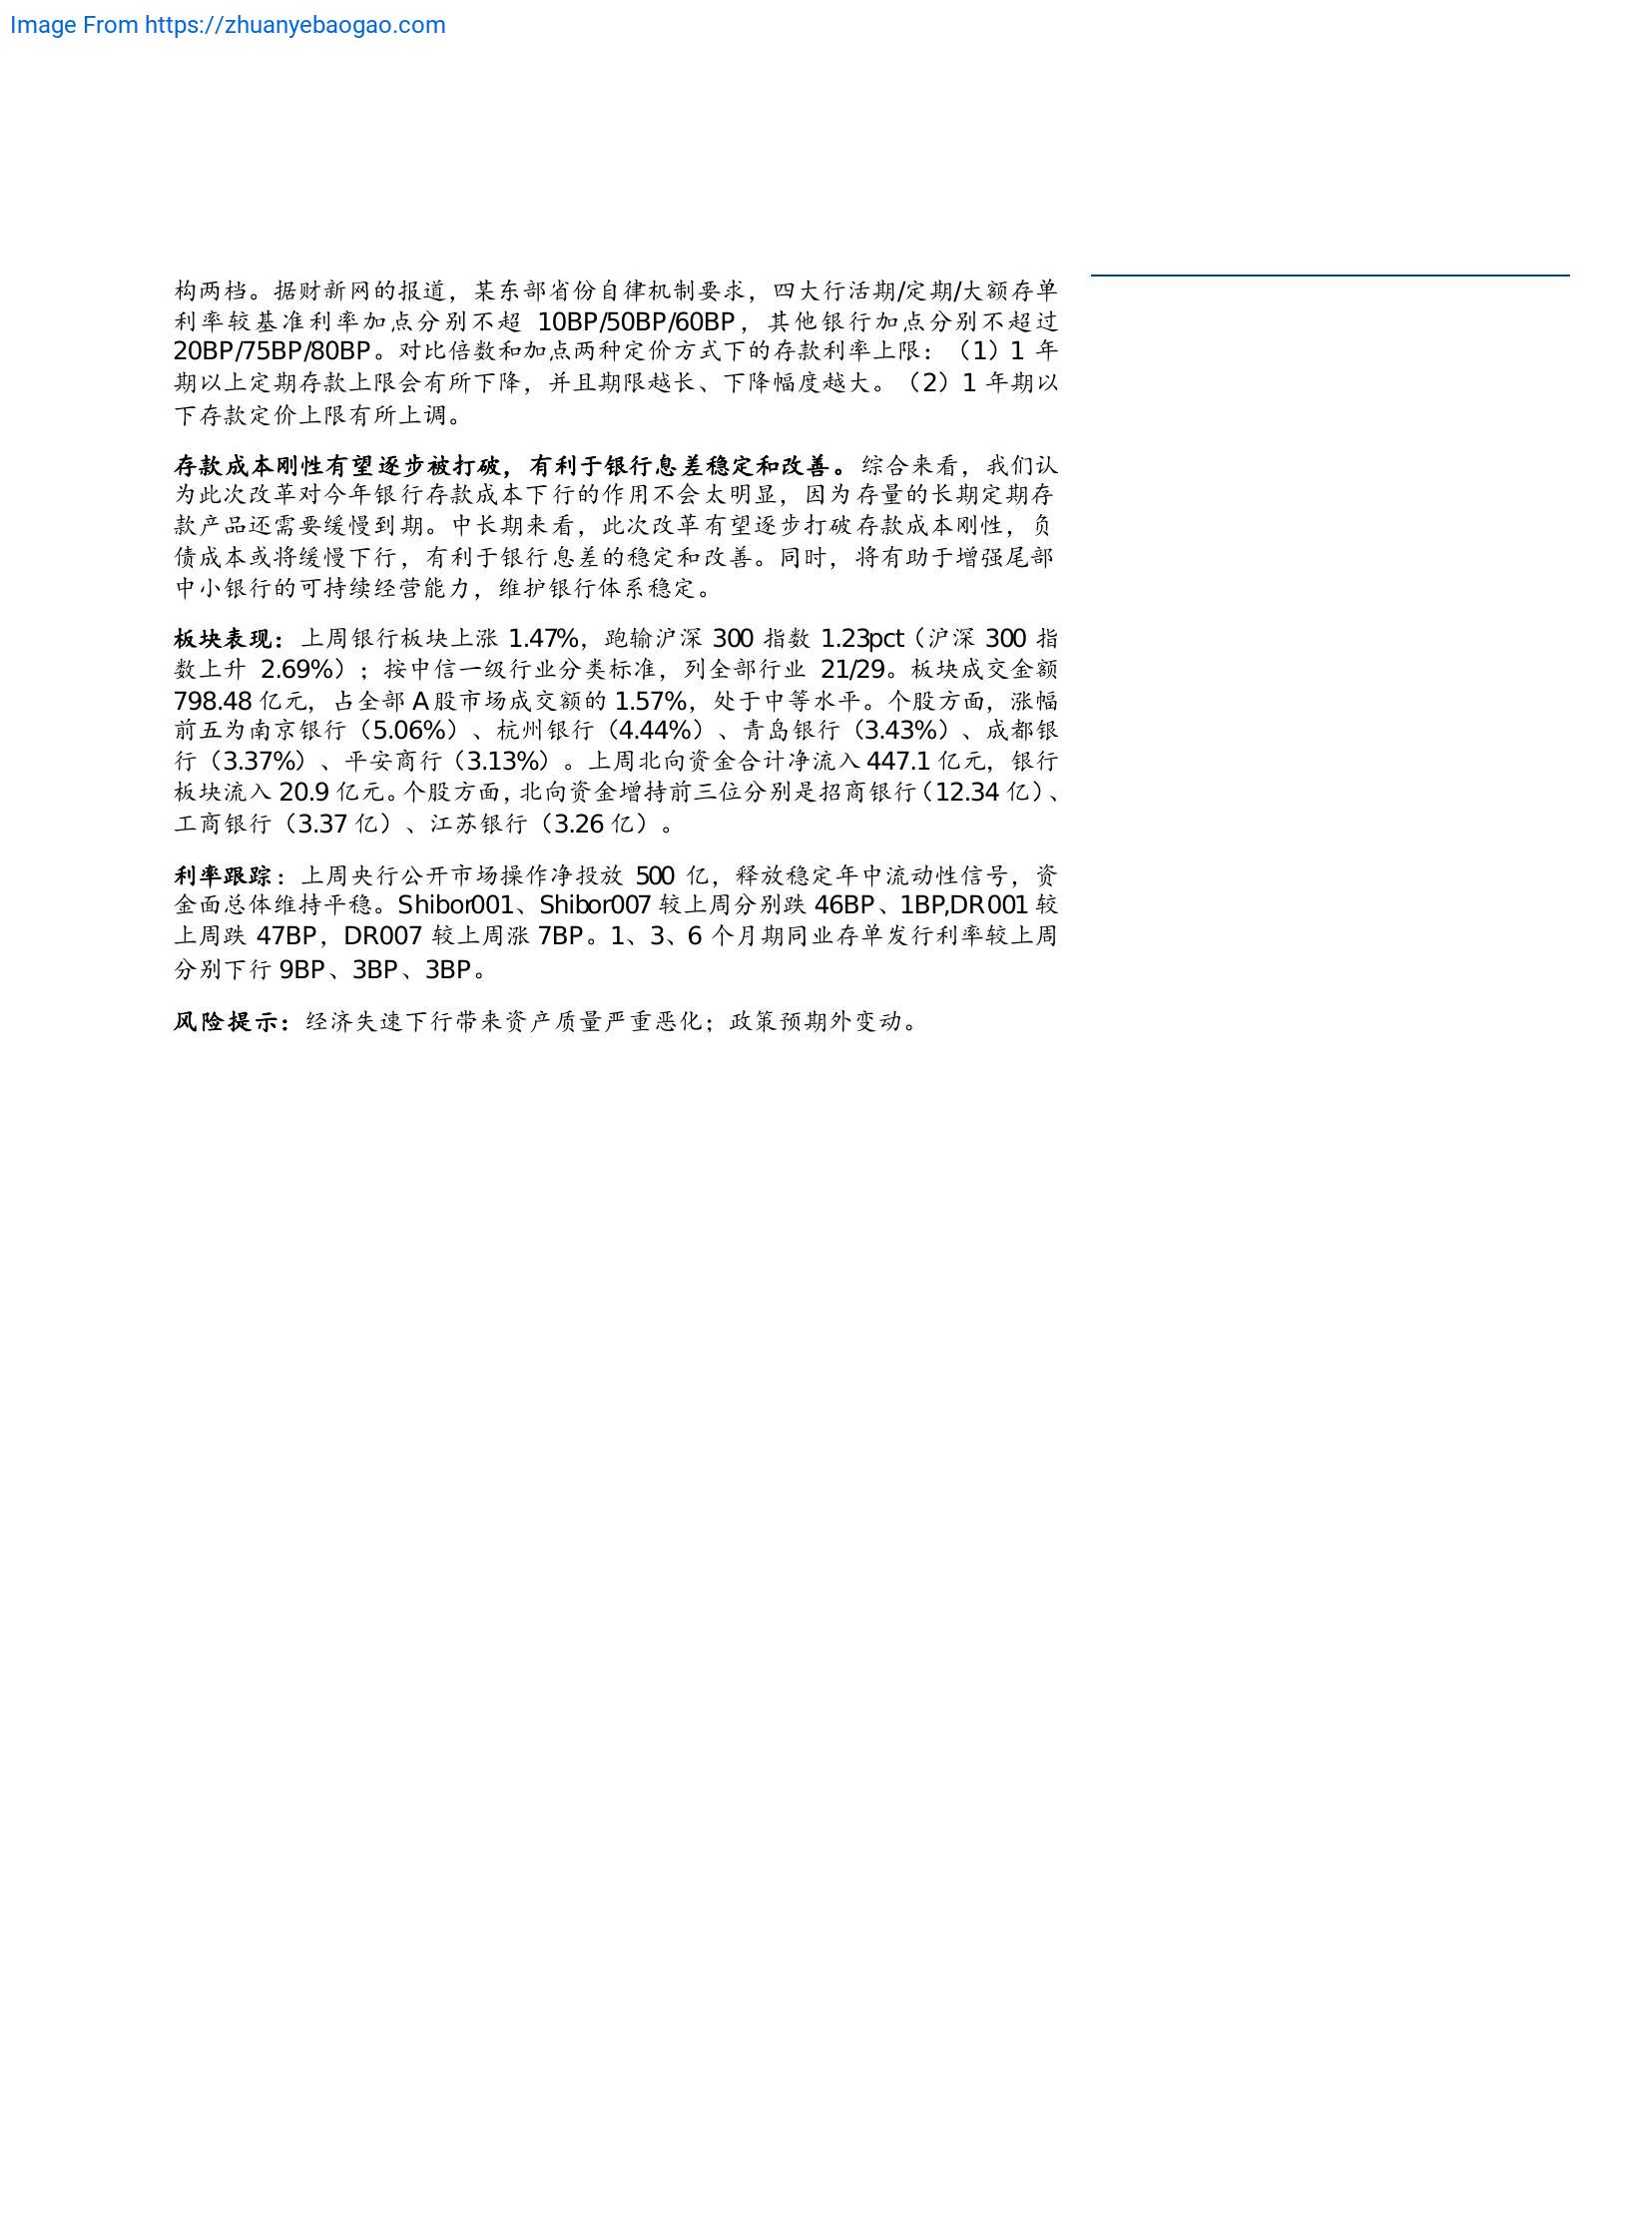 Image From https://zhuanyebaogao.com
构两档。据财新网的报道，某东部省份自律机制要求，四大行活期/定期/大额存单
利率较基准利率加点分别不超 10BP/50BP/60BP，其他银行加点分别不超过
20BP/75BP/80BP。对比倍数和加点两种定价方式下的存款利率上限：（1）1 年
期以上定期存款上限会有所下降，并且期限越长、下降幅度越大。（2）1 年期以
下存款定价上限有所上调。
存款成本刚性有望逐步被打破，有利于银行息差稳定和改善。综合来看，我们认
为此次改革对今年银行存款成本下行的作用不会太明显，因为存量的长期定期存
款产品还需要缓慢到期。中长期来看，此次改革有望逐步打破存款成本刚性，负
债成本或将缓慢下行，有利于银行息差的稳定和改善。同时，将有助于增强尾部
中小银行的可持续经营能力，维护银行体系稳定。
板块表现：上周银行板块上涨 1.47%，跑输沪深 300 指数 1.23pct（沪深 300 指
数上升 2.69%）；按中信一级行业分类标准，列全部行业 21/29。板块成交金额
798.48 亿元，占全部 A 股市场成交额的 1.57%，处于中等水平。个股方面，涨幅
前五为南京银行（5.06%）、杭州银行（4.44%）、青岛银行（3.43%）、成都银
行（3.37%）、平安商行（3.13%）。上周北向资金合计净流入 447.1 亿元，银行
板块流入 20.9 亿元。个股方面，北向资金增持前三位分别是招商银行（12.34 亿）、
工商银行（3.37 亿）、江苏银行（3.26 亿）。
利率跟踪：上周央行公开市场操作净投放 500 亿，释放稳定年中流动性信号，资
金面总体维持平稳。Shibor001、Shibor007 较上周分别跌 46BP、1BP,DR001 较
上周跌 47BP，DR007 较上周涨 7BP。1、3、6 个月期同业存单发行利率较上周
分别下行 9BP、3BP、3BP。
风险提示：经济失速下行带来资产质量严重恶化；政策预期外变动。